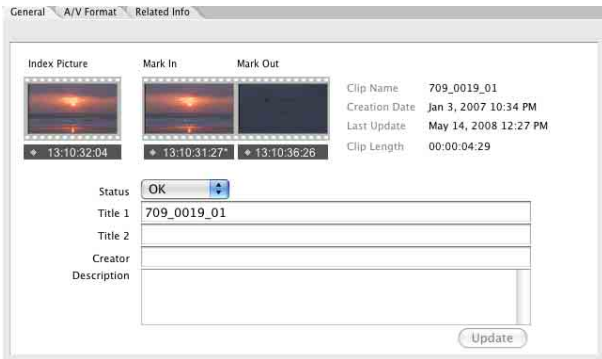 General A/V Format Related Info
Index Picture Mark In Mark Out
Clip Name 709_0019_01
Creation Date Jan 3, 2007 10:34 PM
Last Update May 14, 2008 12:27 PM
Clip Length 00:00:04:29
13:10:32:04 13:10:31:27* 13:10:36:26
Status OK
Title 1 709_0019_01
Title 2
Creator
Description
Update